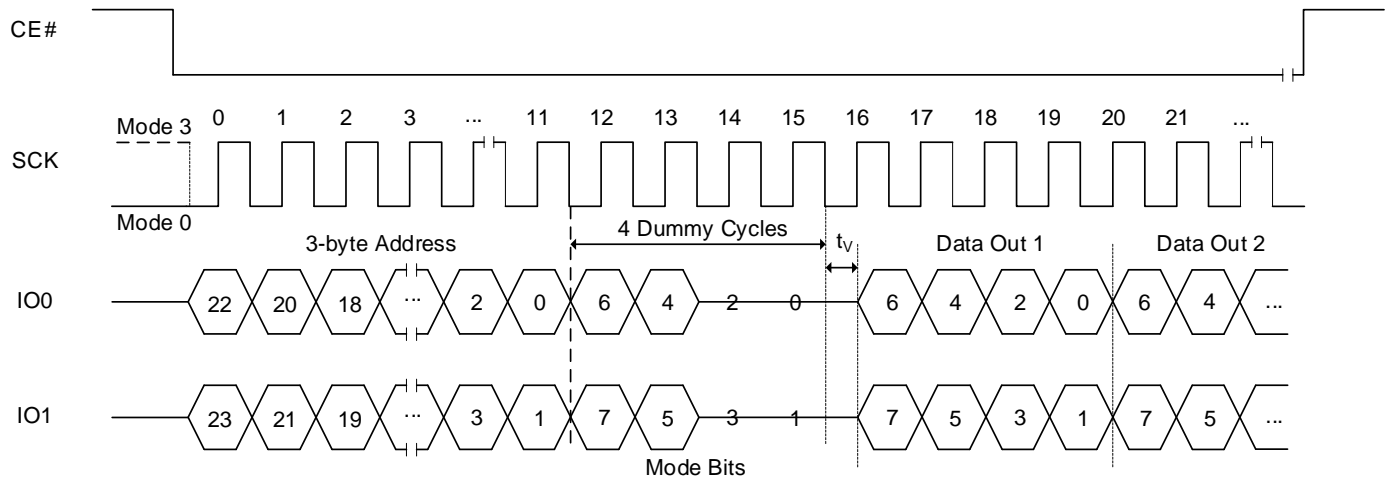 CE#
Mode 3 0 1 2 3 ... 11 12 13 14 15 16 17 18 19 20 21 ...
SCK
Mode 0
3-byte Address 4 Dummy Cycles tV Data Out 1 Data Out 2
IO0 22 20 18 ... 2 0 6 4 2 0 6 4 2 0 6 4 ...
IO1 23 21 19 ... 3 1 7 5 3 1 7 5 3 1 7 5 ...
Mode Bits